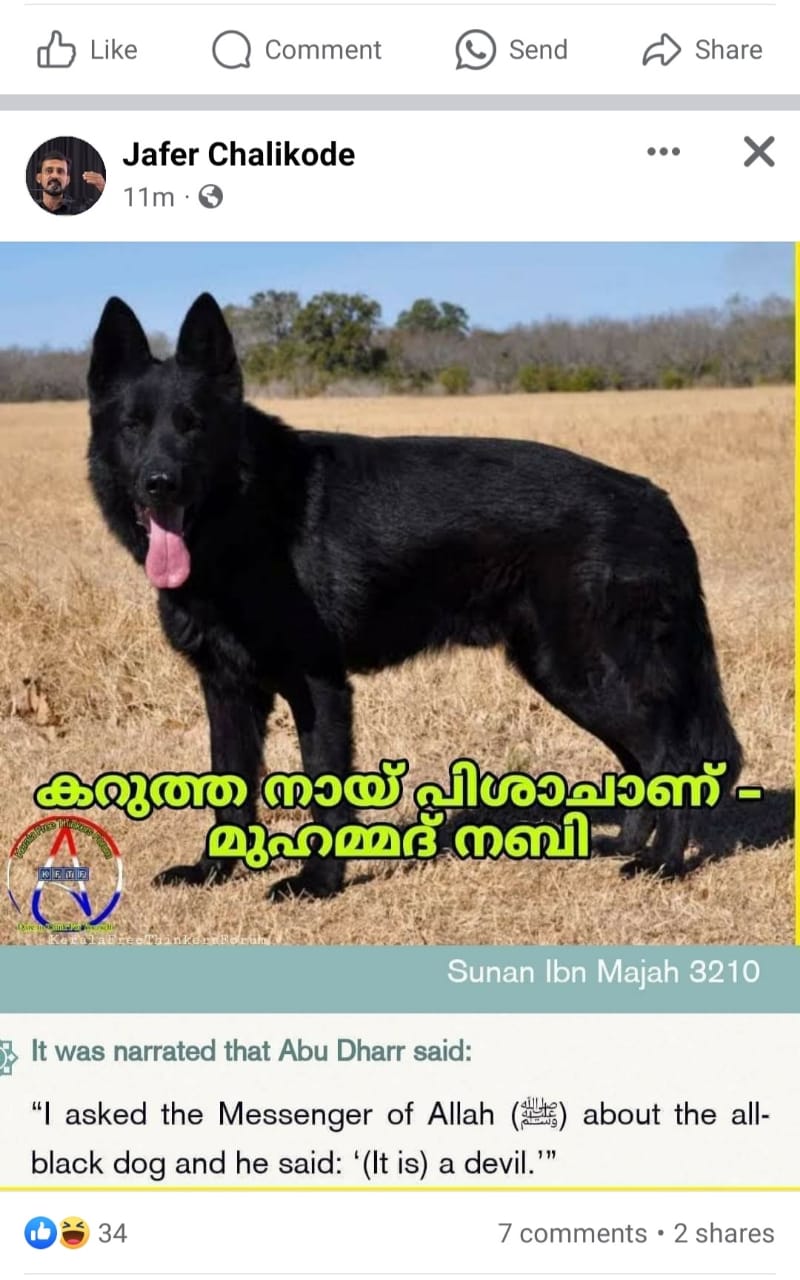 Like Comment Send Share
Jafer Chalikode
11m ·
കറുത്ത നായ് പിശാചാണ് -
മുഹമ്മദ് നബി
K F T F
KeralaFreeThinkersForum
Sunan Ibn Majah 3210
It was narrated that Abu Dharr said:
“I asked the Messenger of Allah (ﷺ) about the all-
black dog and he said: ‘(It is) a devil.’”
34 7 comments • 2 shares